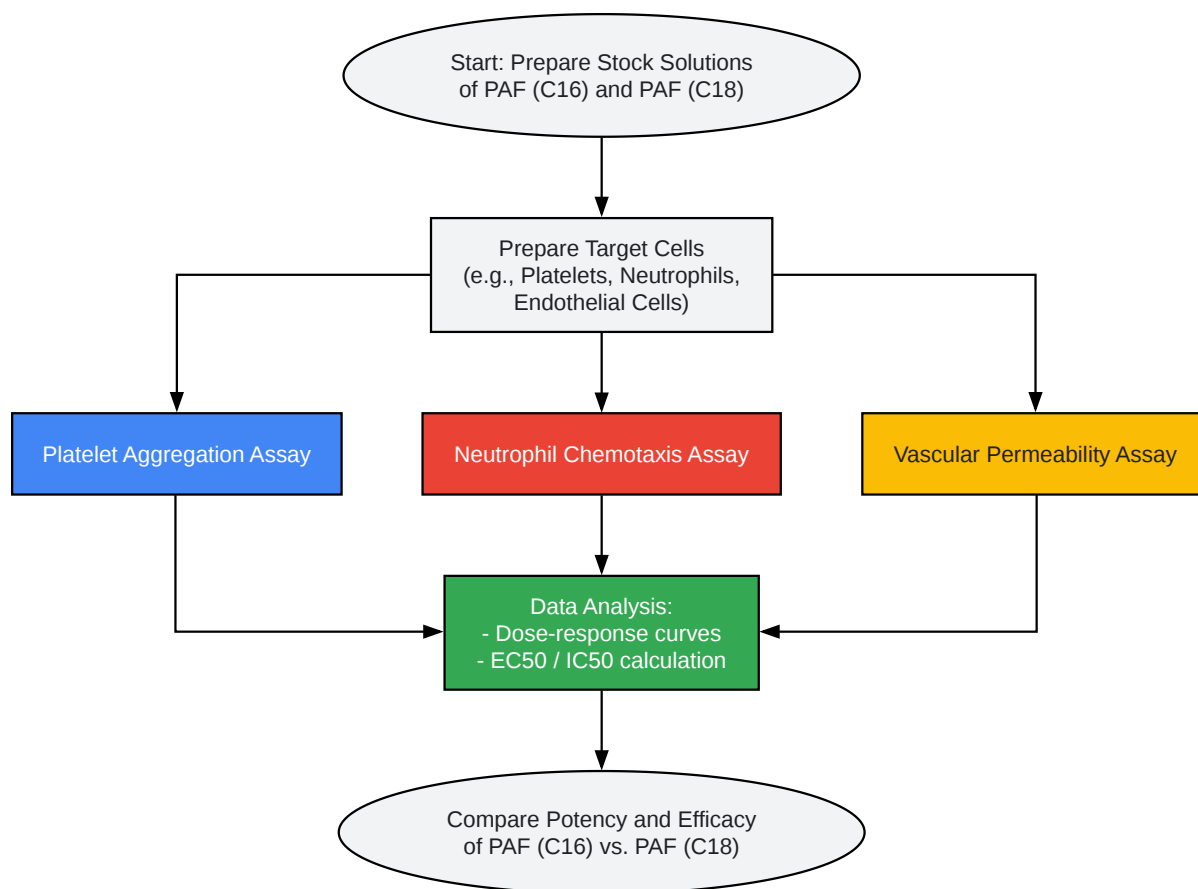 Start: Prepare Stock Solutions
of PAF (C16) and PAF (C18)
Prepare Target Cells
(e.g., Platelets, Neutrophils,
Endothelial Cells)
Platelet Aggregation Assay
Neutrophil Chemotaxis Assay
Vascular Permeability Assay
Data Analysis:
- Dose-response curves
- EC50 / IC50 calculation
Compare Potency and Efficacy
of PAF (C16) vs. PAF (C18)